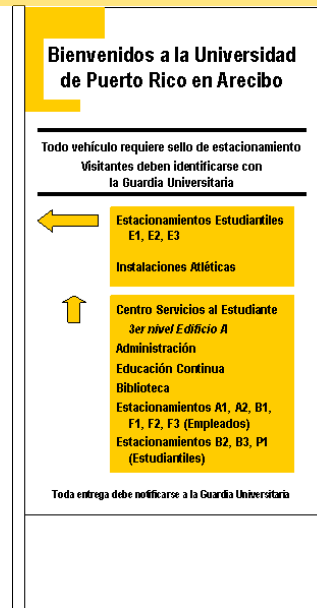 Bienvenidos a la Universidad
de Puerto Rico en Arecibo
Todo vehículo requiere sello de estacionamiento
Visitantes deben identificarse con
la Guardia Universitaria
Estacionamientos Estudiantiles
E1, E2, E3
Instalaciones Atléticas
Centro Servicios al Estudiante
3er nivel Edificio A
Administración
Educación Continua
Biblioteca
Estacionamientos A1, A2, B1,
F1, F2, F3 (Empleados)
Estacionamientos B2, B3, P1
(Estudiantiles)
Toda entrega debe notificarse a la Guardia Universitaria